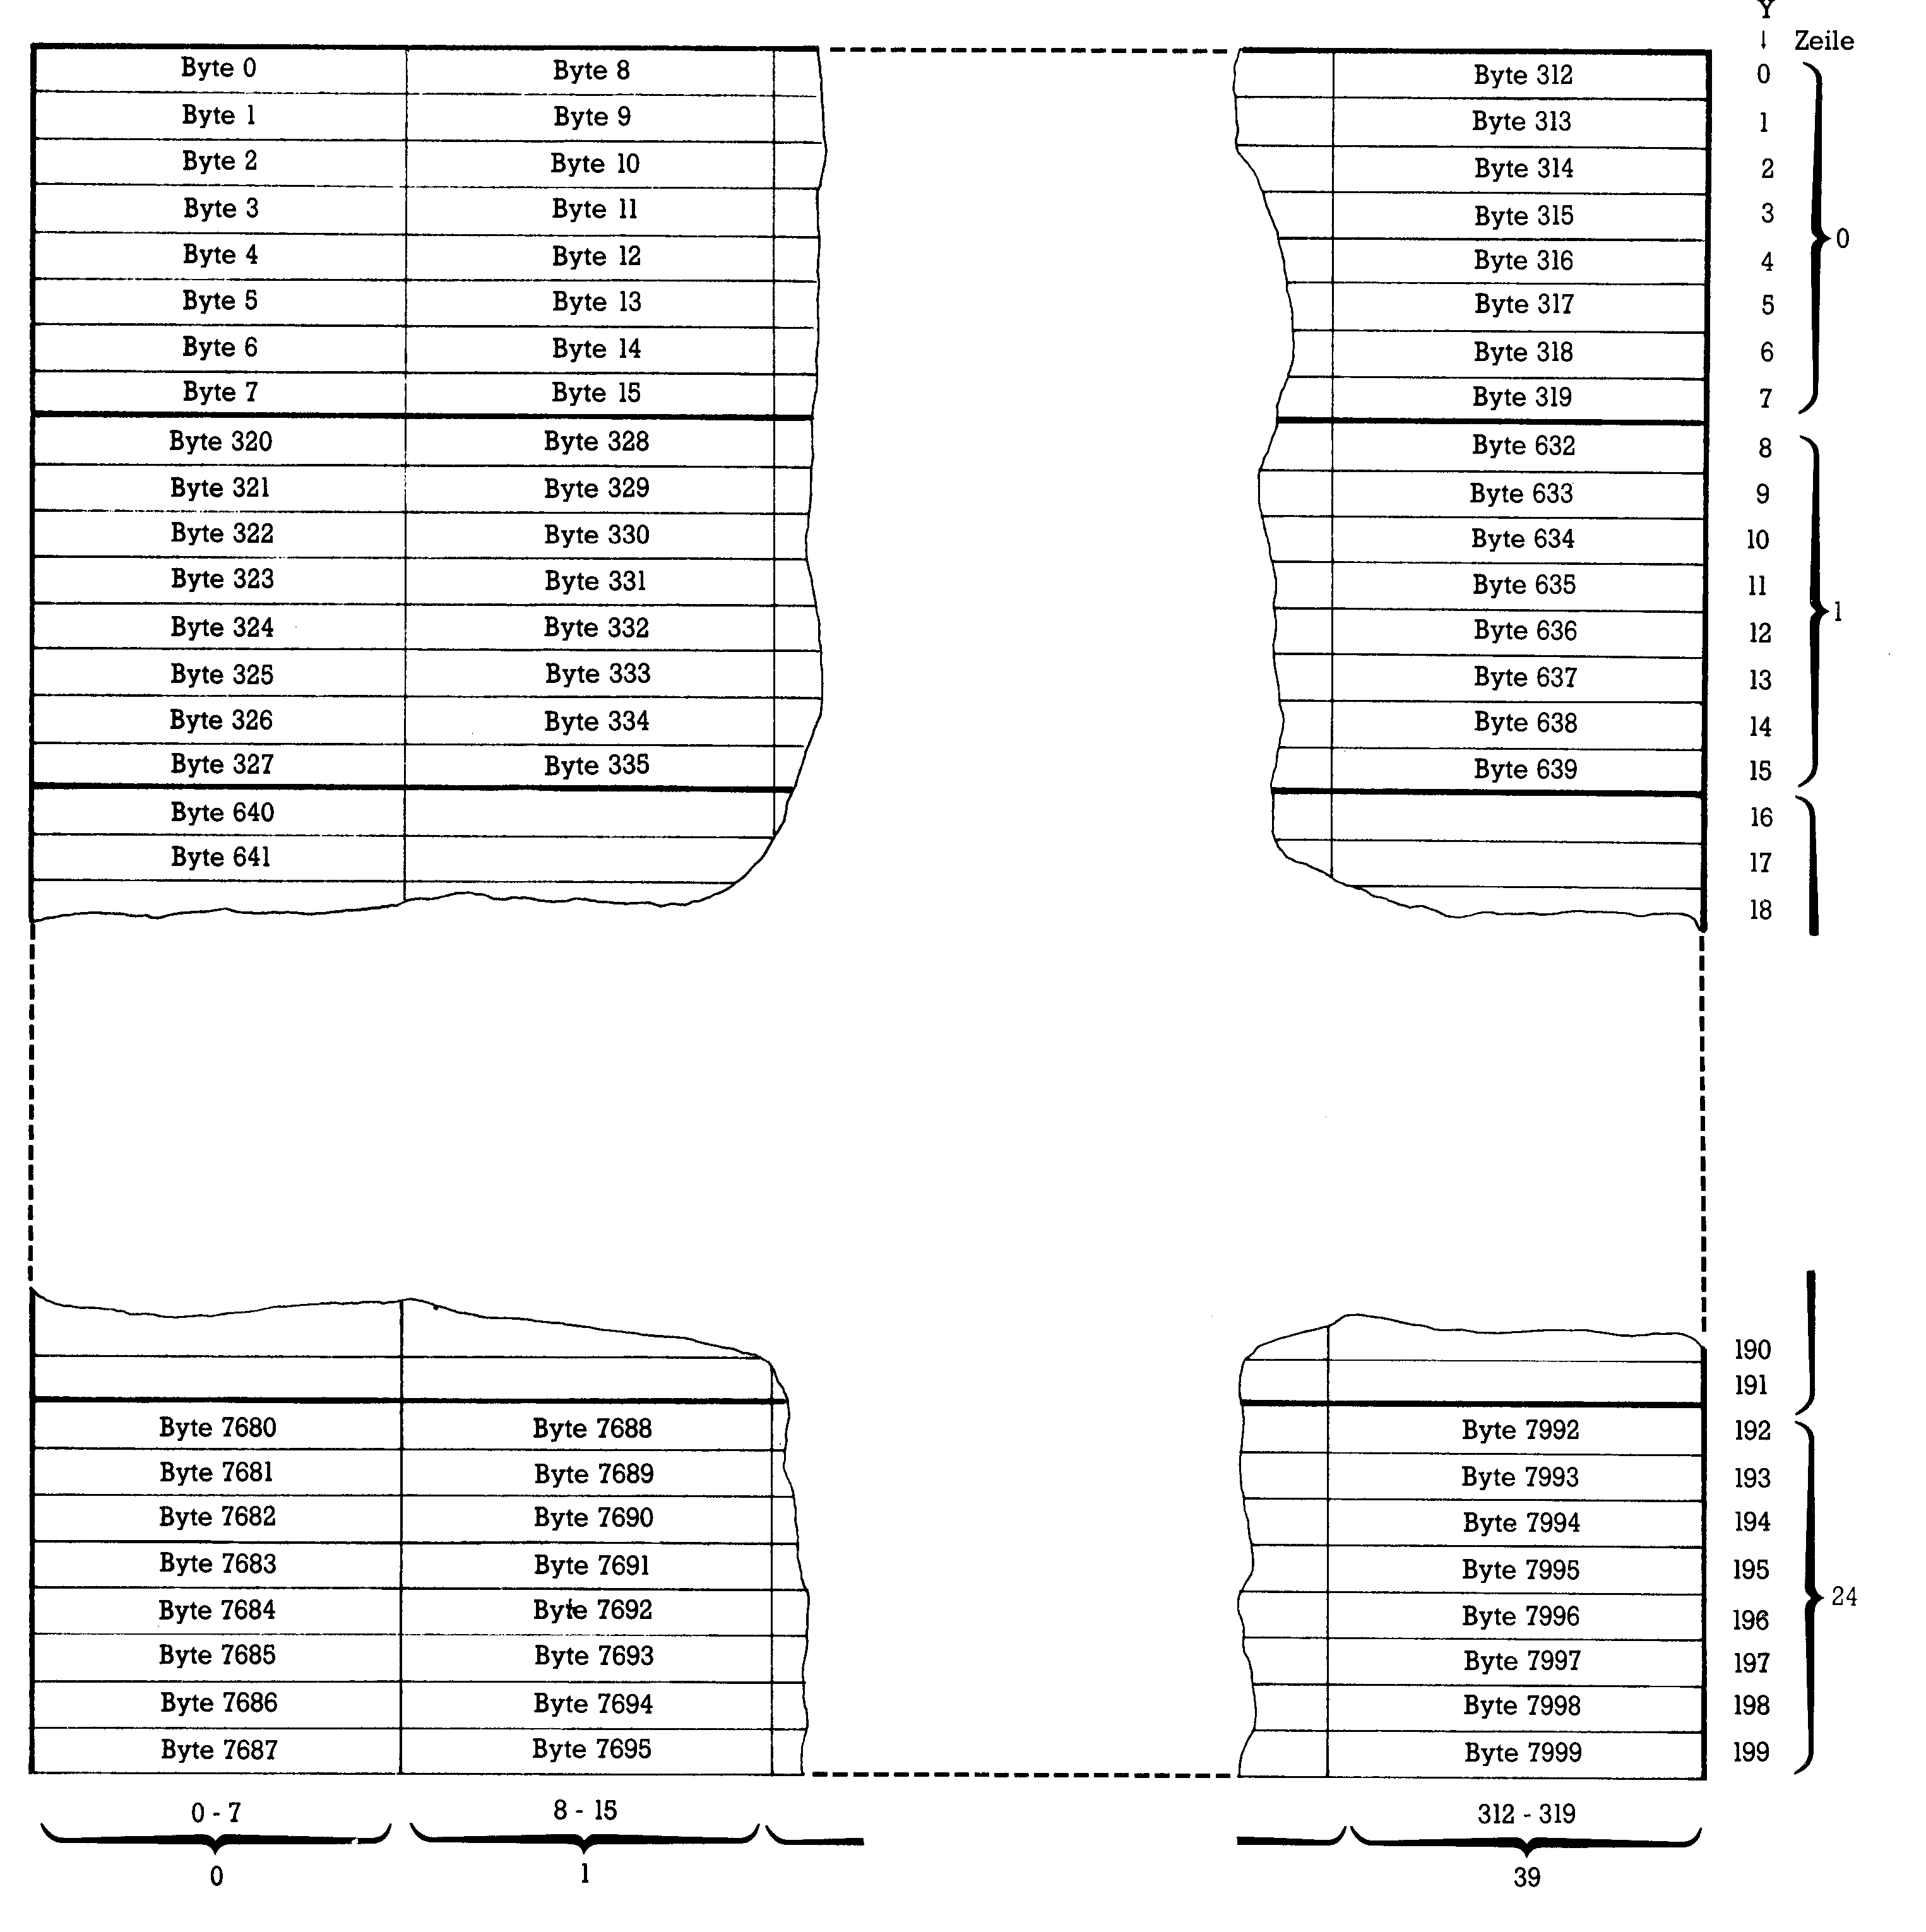 Y
↓ Zeile
Byte 0 Byte 8 Byte 312 0
Byte 1 Byte 9 Byte 313 1
Byte 2 Byte 10 Byte 314 2
Byte 3 Byte 11 Byte 315 3
0
Byte 4 Byte 12 Byte 316 4
Byte 5 Byte 13 Byte 317 5
Byte 6 Byte 14 Byte 318 6
Byte 7 Byte 15 Byte 319 7
Byte 320 Byte 328 Byte 632 8
Byte 321 Byte 329 Byte 633 9
Byte 322 Byte 330 Byte 634 10
Byte 323 Byte 331 Byte 635 11
1
Byte 324 Byte 332 Byte 636 12
Byte 325 Byte 333 Byte 637 13
Byte 326 Byte 334 Byte 638 14
Byte 327 Byte 335 Byte 639 15
Byte 640 16
Byte 641 17
18
190
191
Byte 7680 Byte 7688 Byte 7992 192
Byte 7681 Byte 7689 Byte 7993 193
Byte 7682 Byte 7690 Byte 7994 194
Byte 7683 Byte 7691 Byte 7995 195
24
Byte 7684 Byte 7692 Byte 7996 196
Byte 7685 Byte 7693 Byte 7997 197
Byte 7686 Byte 7694 Byte 7998 198
Byte 7687 Byte 7695 Byte 7999 199
0 - 7 8 - 15 312 - 319
0 1 39